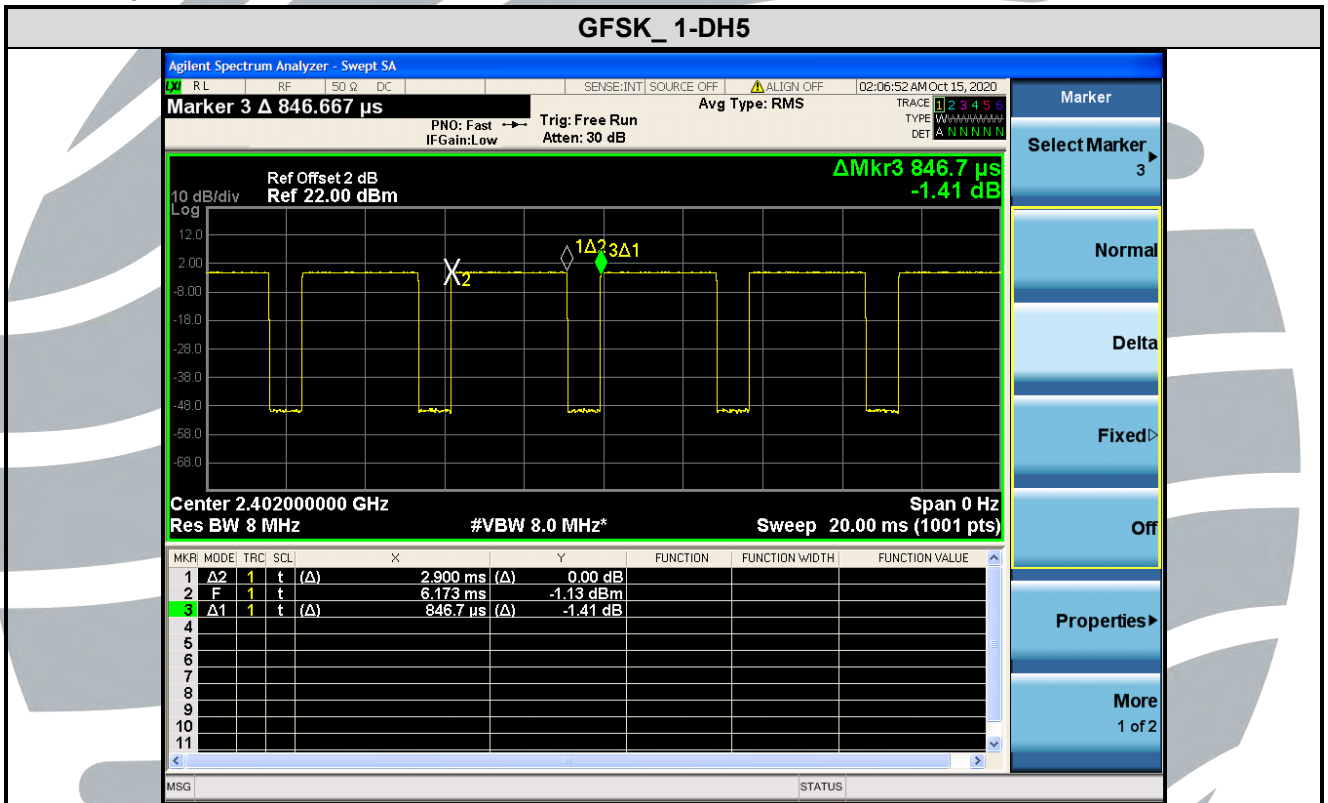 GFSK_ 1-DH5
Agilent Spectrum Analyzer - Swept SA
LXI RL RF 50 Ω DC SENSE:INT SOURCE OFF ALIGN OFF 02:06:52 AM Oct 15, 2020
Marker 3 Δ 846.667 µs
PNO: Fast
IFGain:Low
Trig: Free Run
Atten: 30 dB
Avg Type: RMS
TRACE 1 2 3 4 5 6
TYPE WWWWWW
DET A N N N N N
ΔMkr3 846.7 µs
-1.41 dB
Ref Offset 2 dB
10 dB/div Ref 22.00 dBm
Log
12.0
2.00
-8.00
-18.0
-28.0
-38.0
-48.0
-58.0
-68.0
X2
1Δ2
3Δ1
Center 2.402000000 GHz Span 0 Hz
Res BW 8 MHz #VBW 8.0 MHz* Sweep 20.00 ms (1001 pts)
MKR MODE TRC SCL X Y FUNCTION FUNCTION WIDTH FUNCTION VALUE
1 Δ2 1 t (Δ) 2.900 ms (Δ) 0.00 dB
2 F 1 t 6.173 ms -1.13 dBm
3 Δ1 1 t (Δ) 846.7 µs (Δ) -1.41 dB
4
5
6
7
8
9
10
11
MSG STATUS
Marker
Select Marker
3
Normal
Delta
Fixed
Off
Properties
More
1 of 2